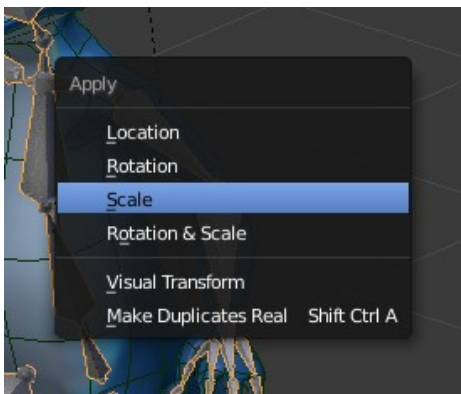 Apply
Location
Rotation
Scale
Rotation & Scale
Visual Transform
Make Duplicates Real Shift Ctrl A